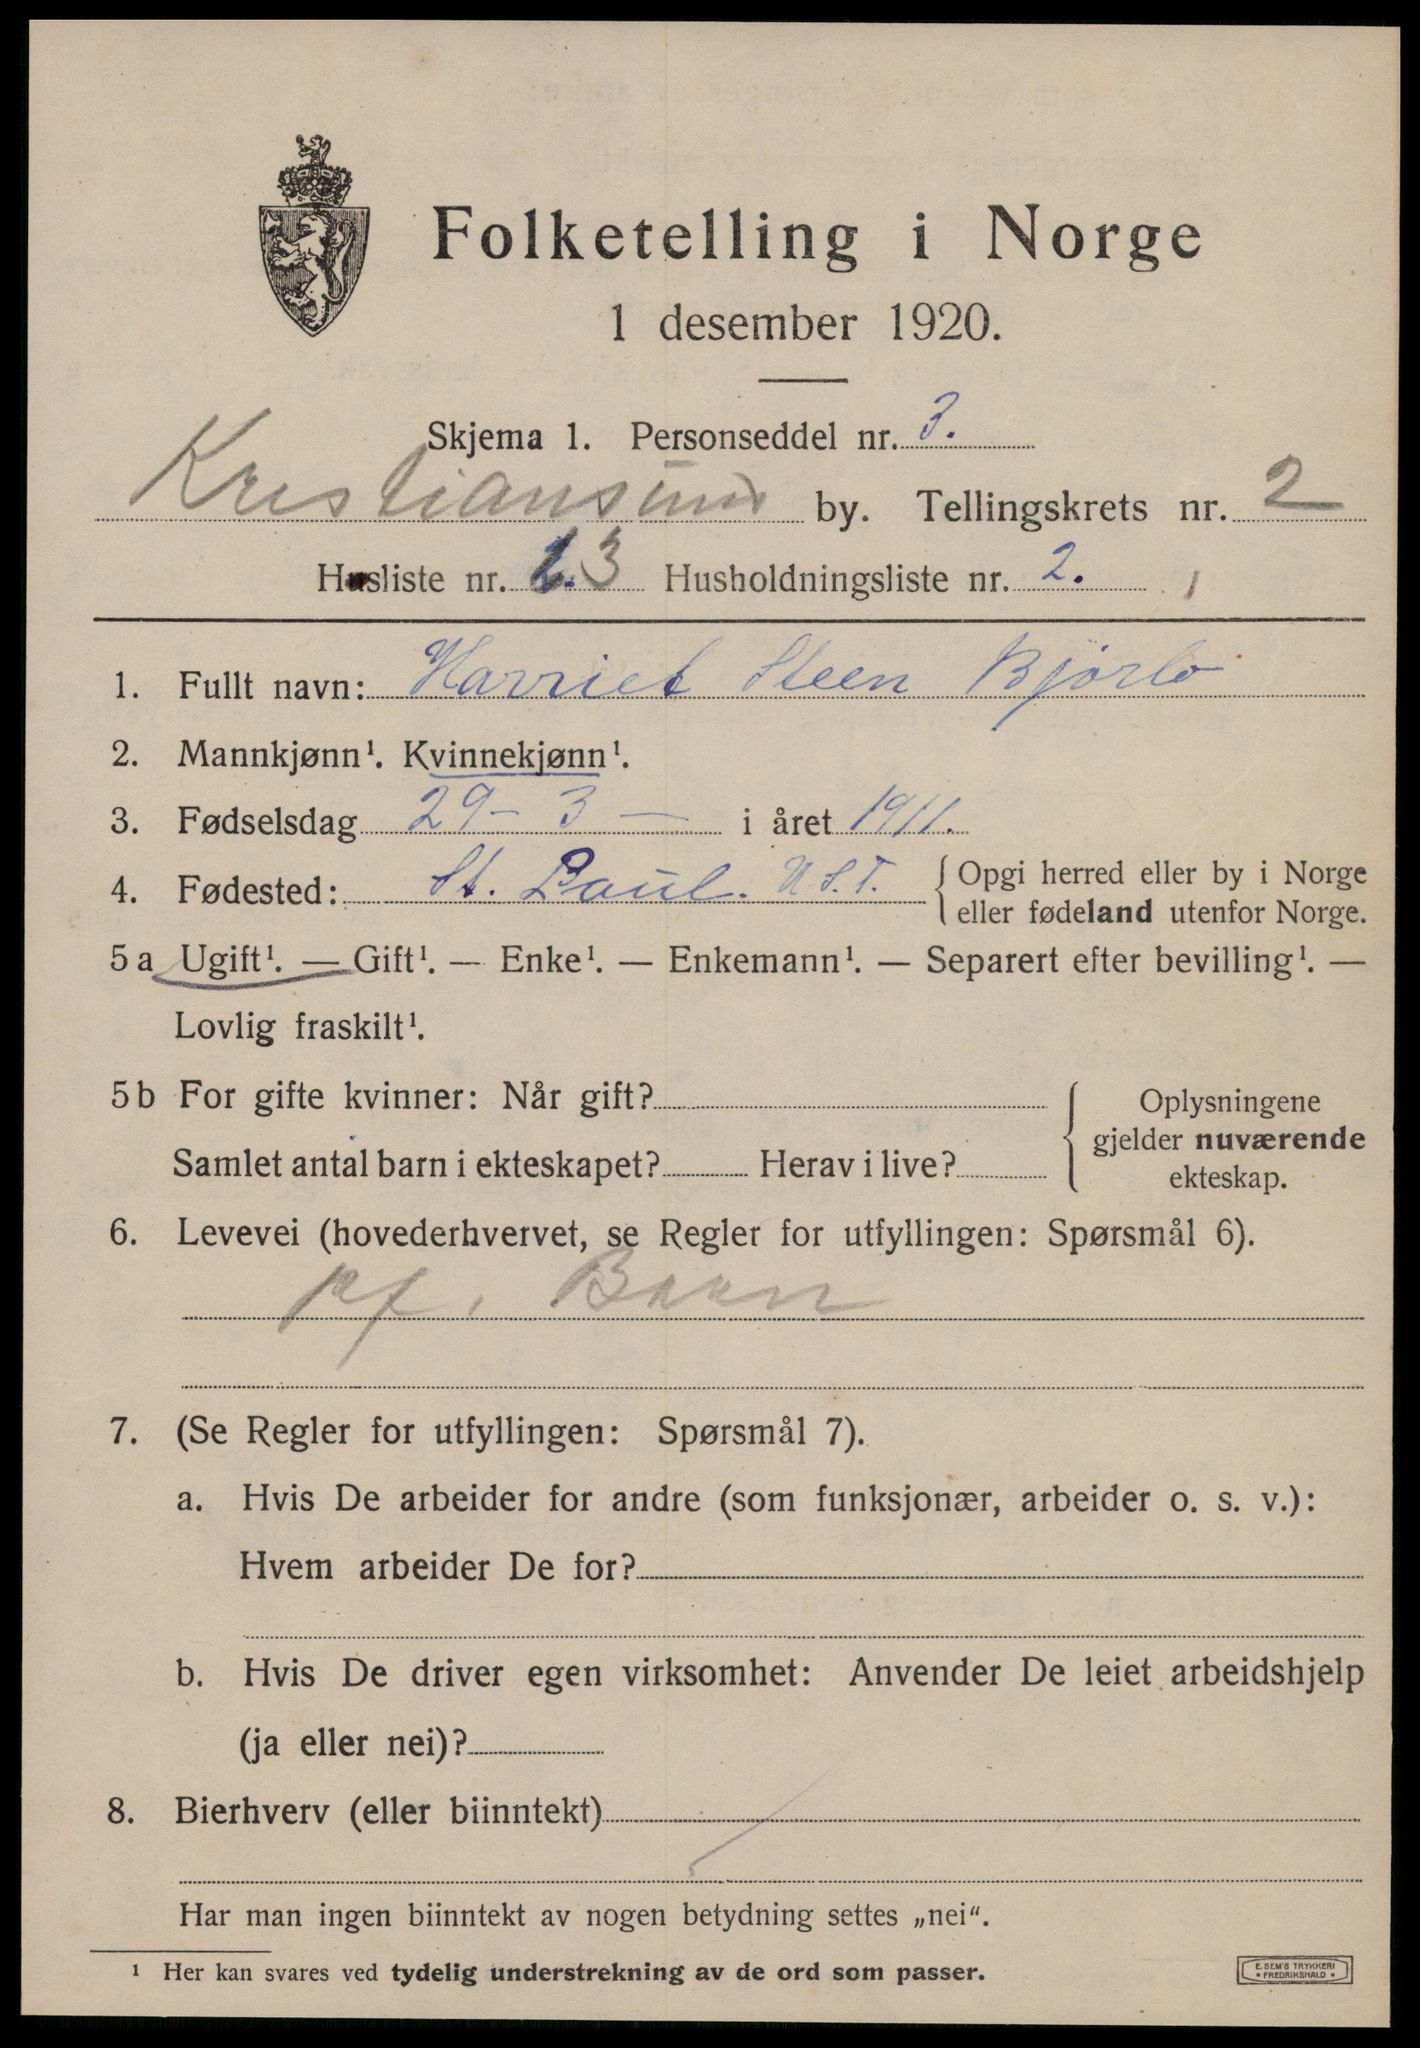 Folketelling i Norge
1 desember 1920.
Skjema 1. Personseddel nr. 3.
Kristiansund by. Tellingskrets nr. 2
Husliste nr. 3 Husholdningsliste nr. 2.
1. Fullt navn: Harriet Steen Bjørlo
2. Mannkjønn¹. Kvinnekjønn¹.
3. Fødselsdag 29 - 3 - i året 1911.
4. Fødested: St. Paul. U.S.T. { Opgi herred eller by i Norge
eller fødeland utenfor Norge.
5 a Ugift¹. — Gift¹. — Enke¹. — Enkemann¹. — Separert efter bevilling¹. —
Lovlig fraskilt¹.
5 b For gifte kvinner: Når gift? { Oplysningene
gjelder nuværende
ekteskap.
Samlet antal barn i ekteskapet? Herav i live?
6. Levevei (hovederhvervet, se Regler for utfyllingen: Spørsmål 6).
pf. Barn
7. (Se Regler for utfyllingen: Spørsmål 7).
a. Hvis De arbeider for andre (som funksjonær, arbeider o. s. v.):
Hvem arbeider De for?
b. Hvis De driver egen virksomhet: Anvender De leiet arbeidshjelp
(ja eller nei)?
8. Bierhverv (eller biinntekt)
Har man ingen biinntekt av nogen betydning settes „nei“.
¹ Her kan svares ved tydelig understrekning av de ord som passer.
E. SEM'S TRYKKERI
• FREDRIKSHALD •